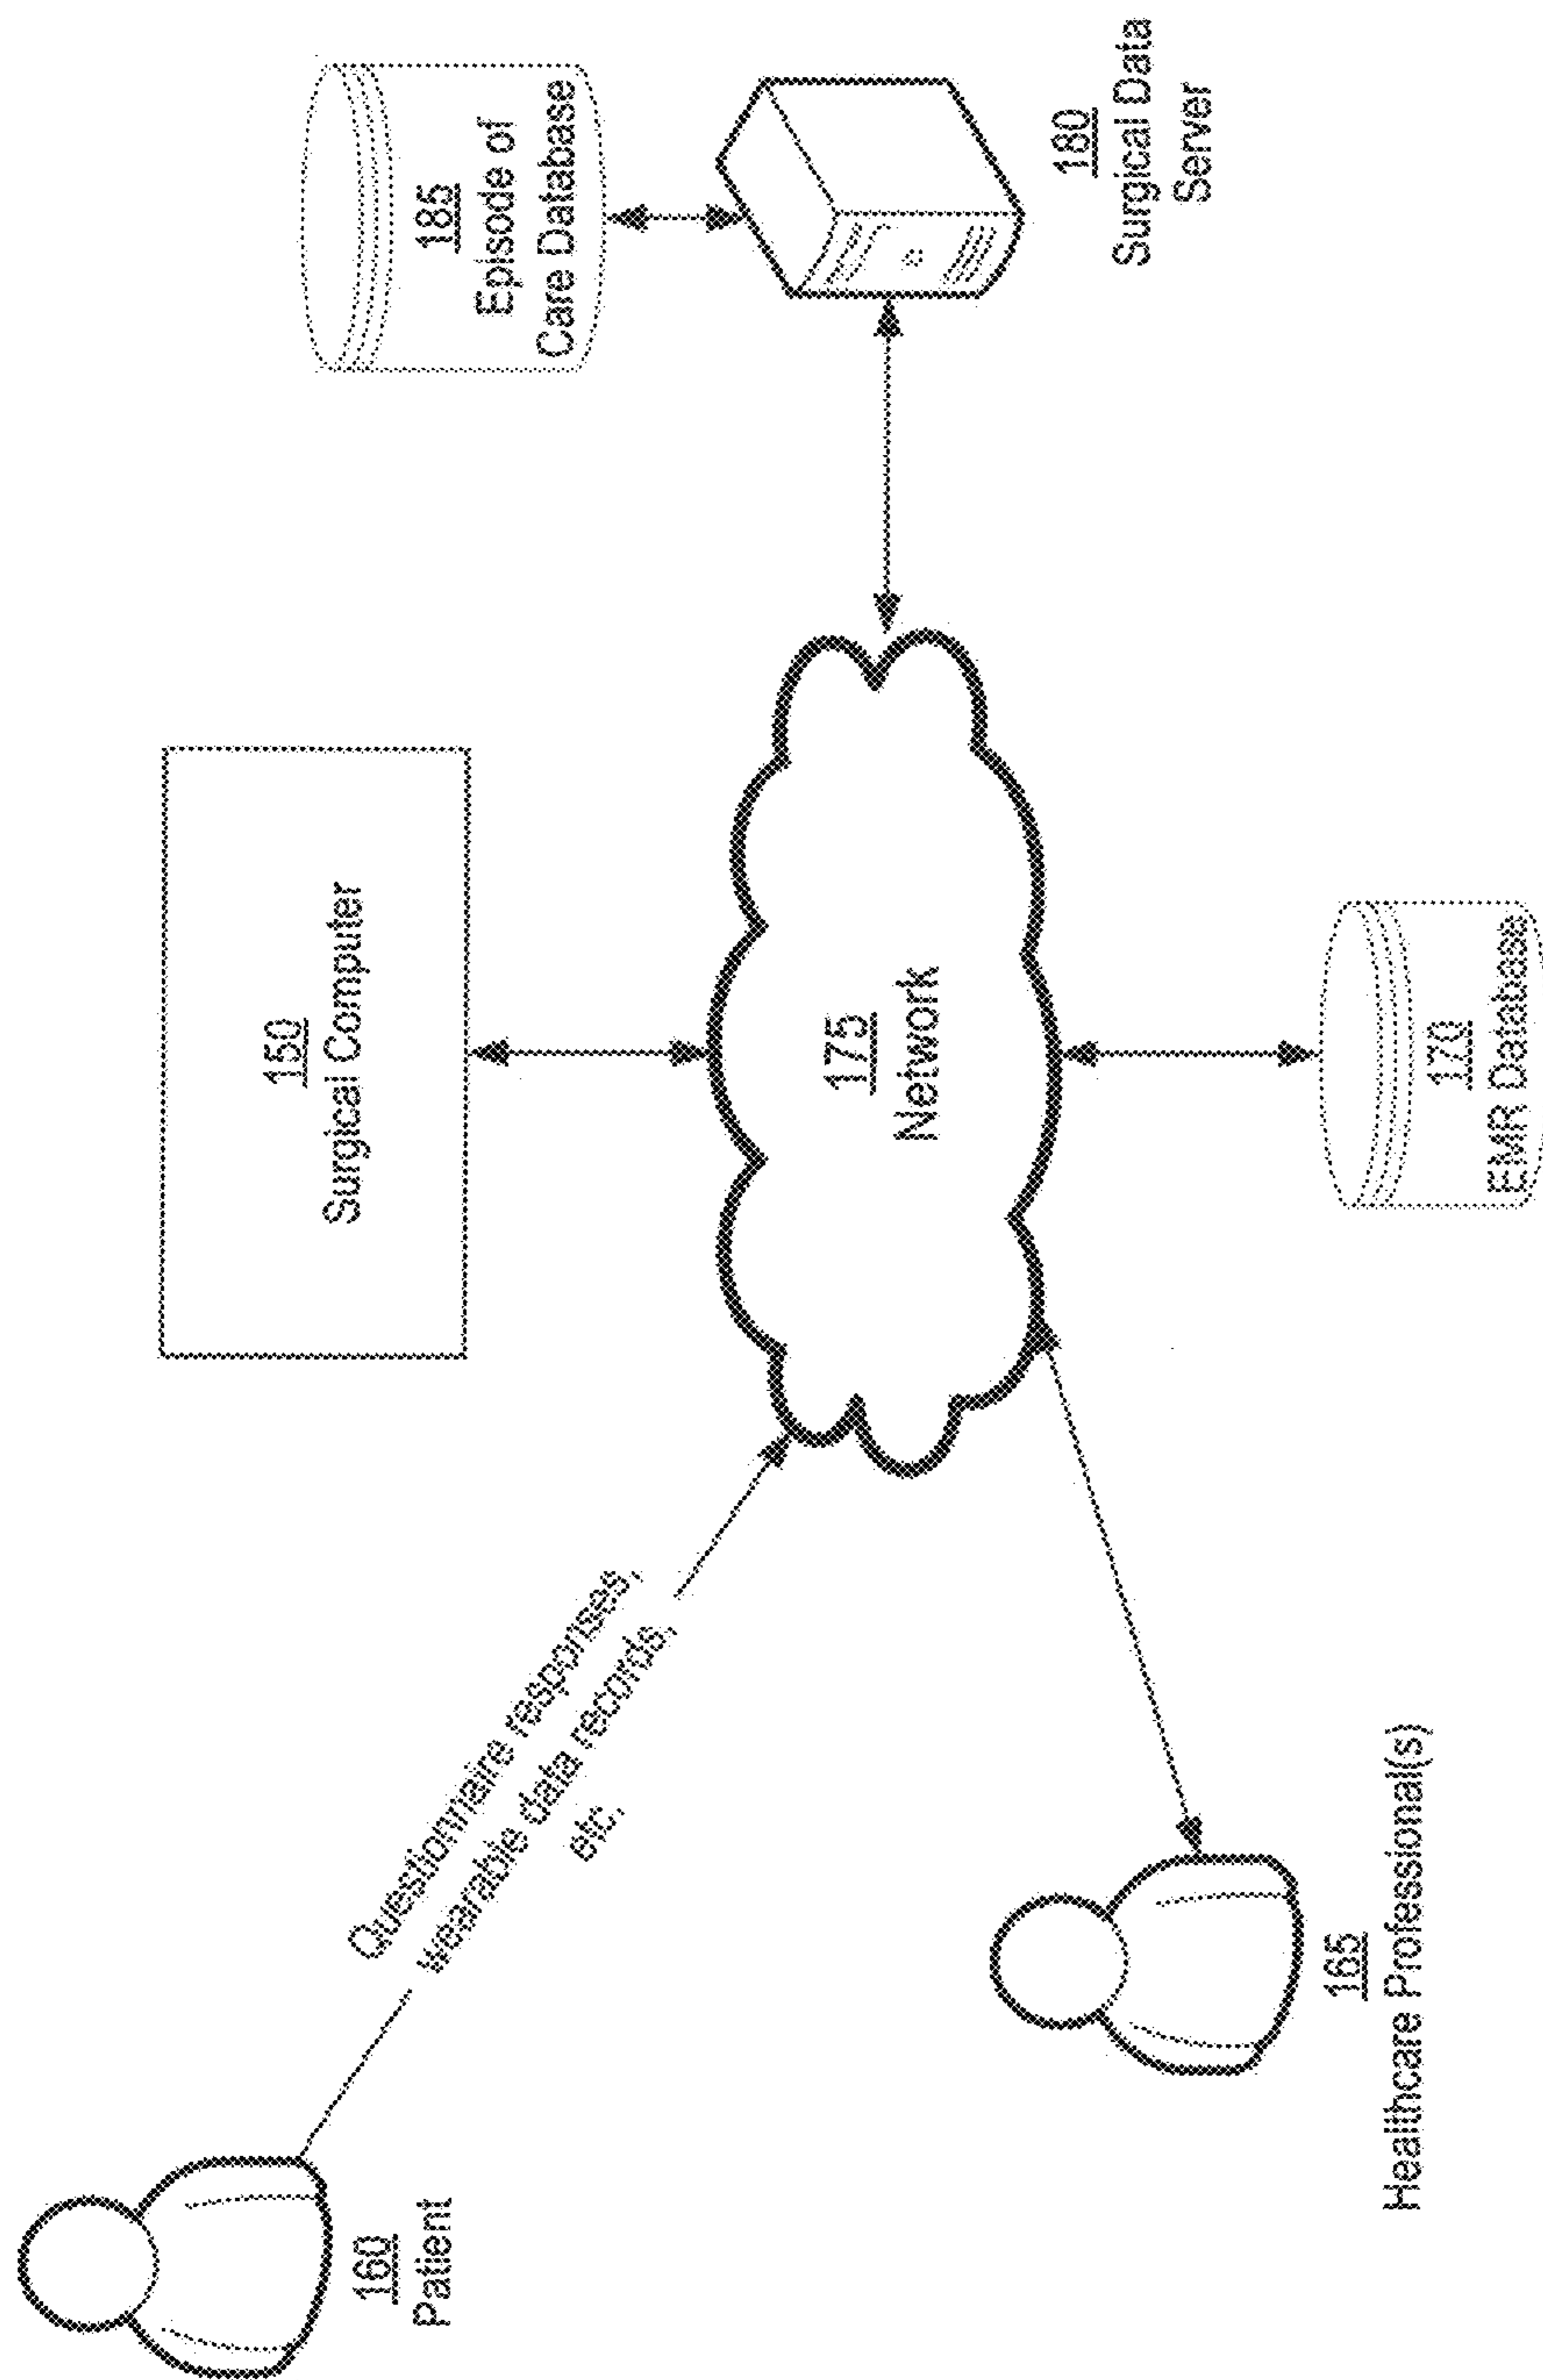 160
Patient
Questionnaire responses,
wearable data records,
etc.
150
Surgical Computer
185
Episode of
Care Database
175
Network
180
Surgical Data
Server
165
Healthcare Professional(s)
170
EMR Database